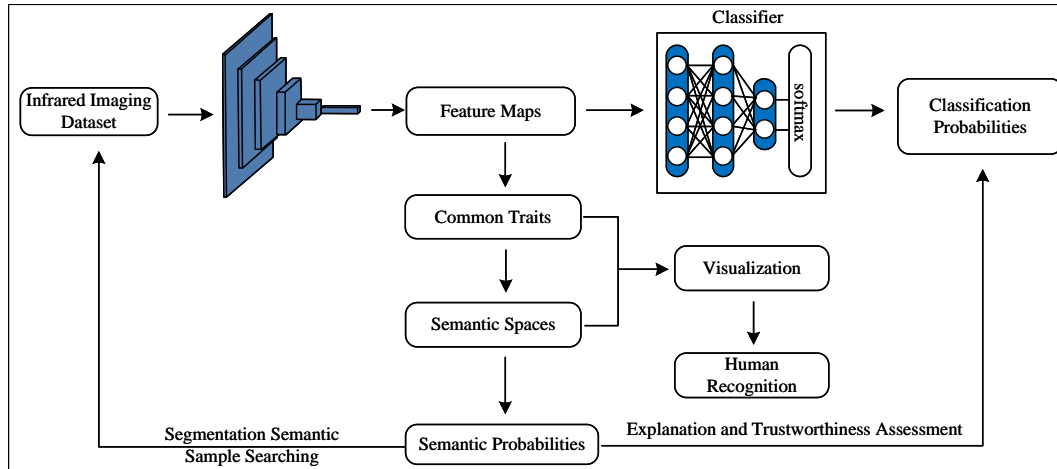 Classifier
Infrared Imaging
Dataset
Feature Maps
softmax
Classification
Probabilities
Common Traits
Visualization
Semantic Spaces
Human
Recognition
Segmentation Semantic
Sample Searching
Semantic Probabilities
Explanation and Trustworthiness Assessment